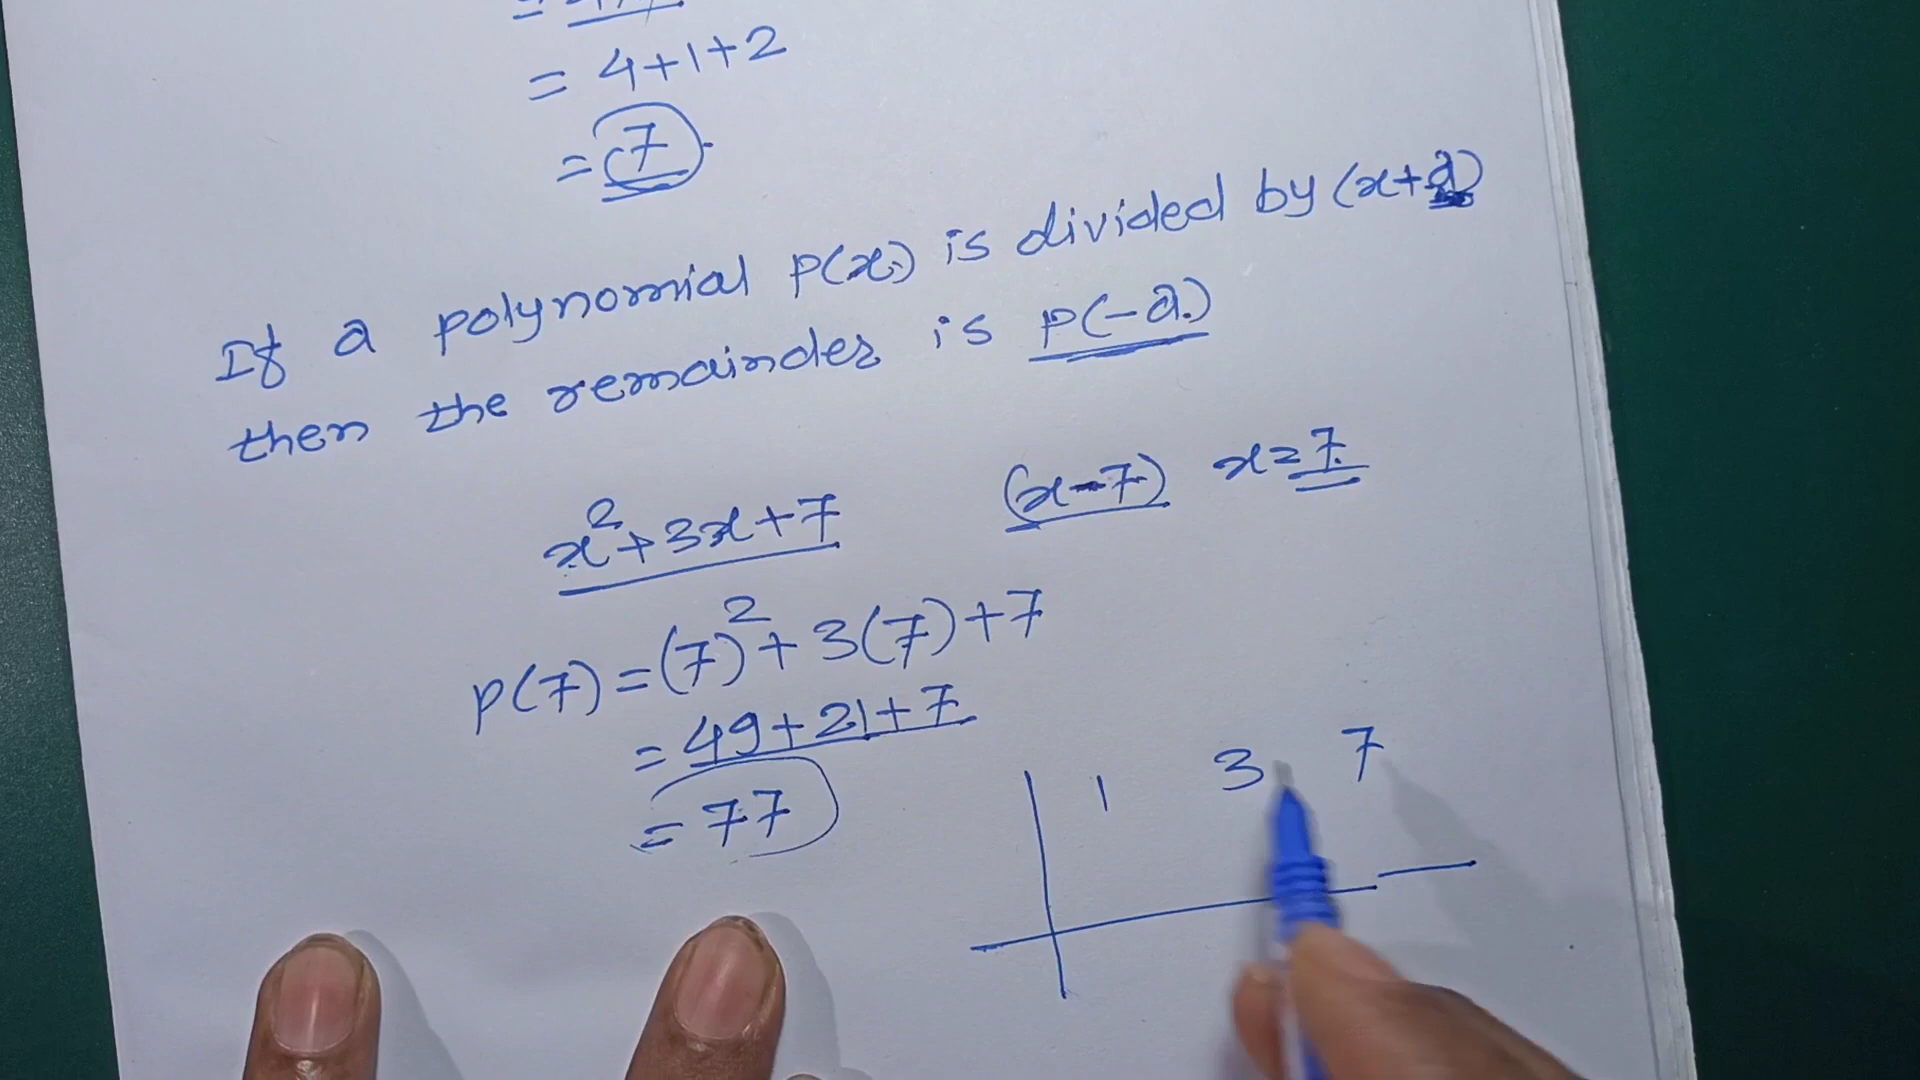 = 4+1+2
= 7
If a polynomial p(x) is divided by (x+a)
then the remainder is p(-a)
x²+3x+7 (x-7) x=7
p(7) = (7)²+3(7)+7
= 49+21+7
= 77
1 3 7